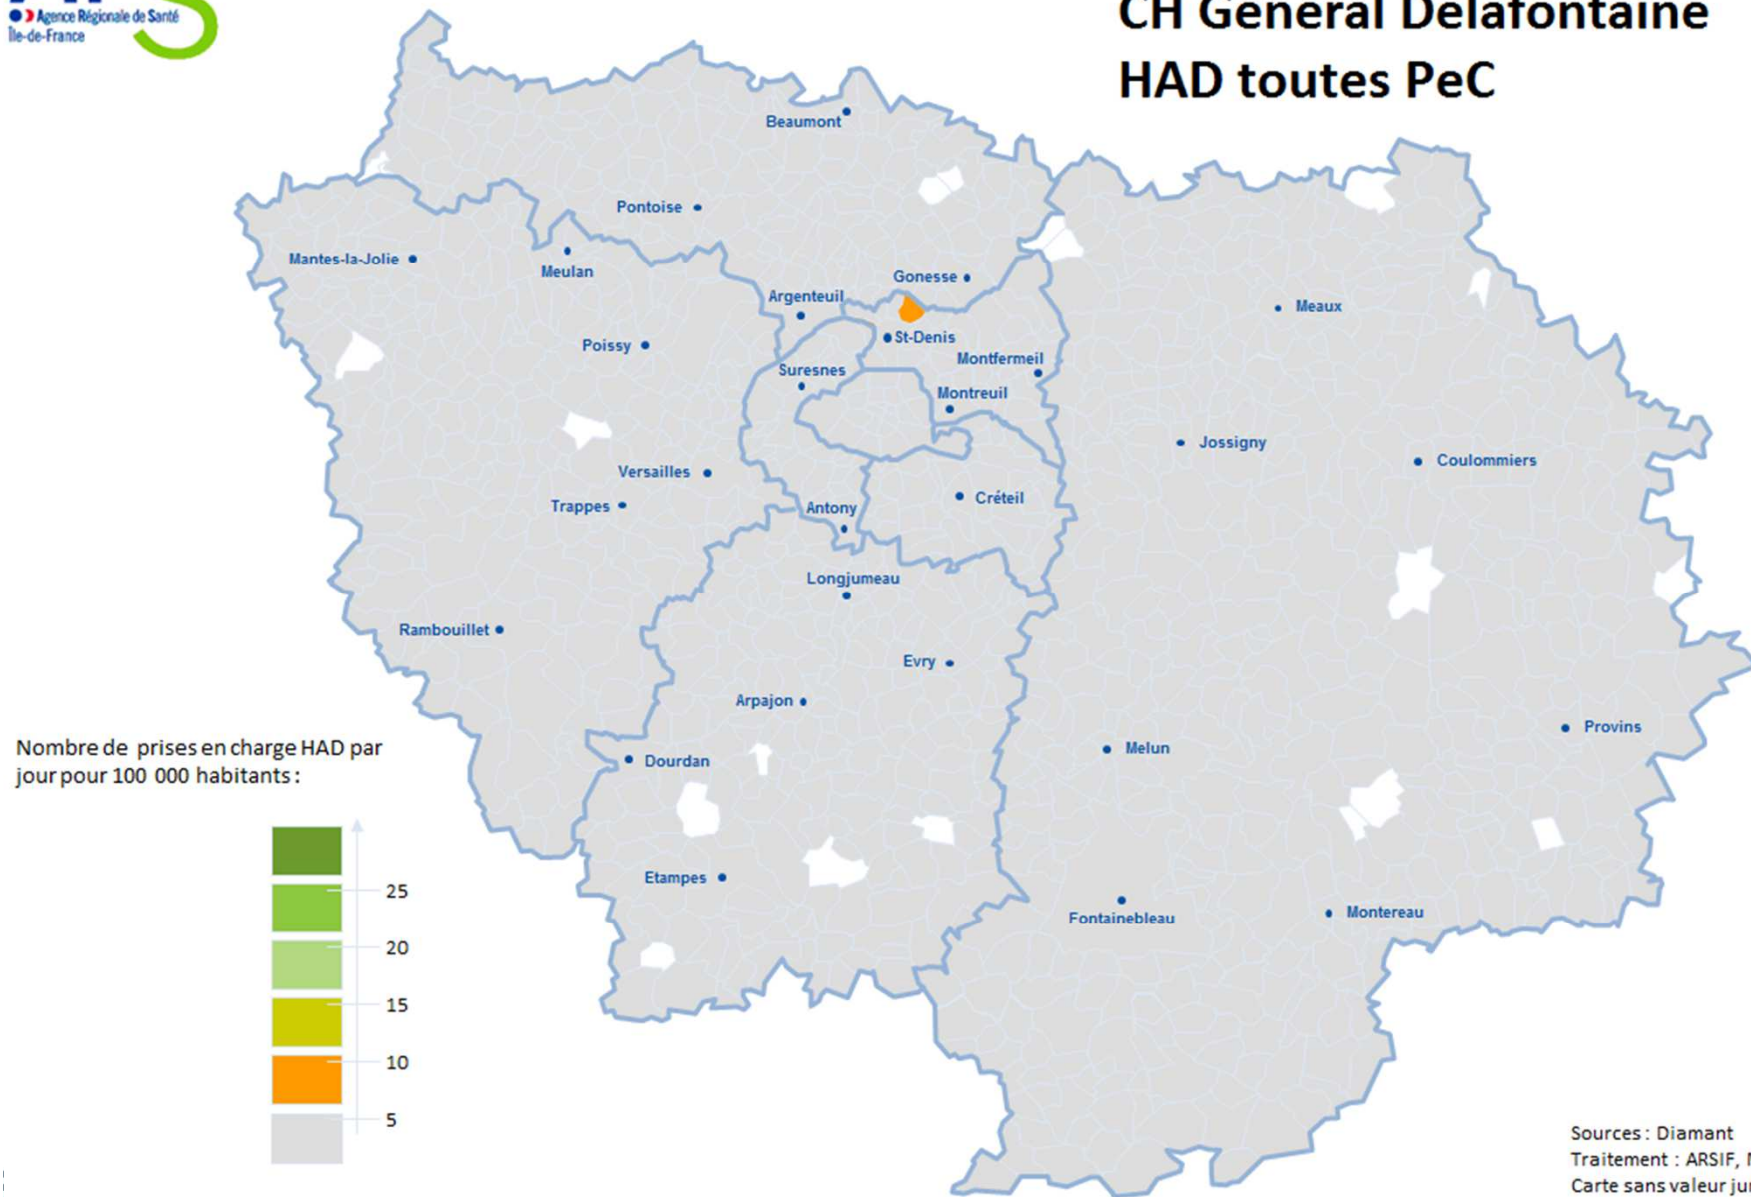 Agence Régionale de Santé
Île-de-France
CH Général Delafontaine
HAD toutes PeC
Beaumont
Pontoise
Mantes-la-Jolie
Meulan
Gonesse
Argenteuil
Meaux
St-Denis
Poissy
Montfermeil
Suresnes
Montreuil
Jossigny
Coulommiers
Versailles
Créteil
Trappes
Antony
Longjumeau
Rambouillet
Evry
Arpajon
Provins
Melun
Dourdan
Nombre de prises en charge HAD par
jour pour 100 000 habitants :
Etampes
25
Montereau
Fontainebleau
20
15
10
5
Sources : Diamant
Traitement : ARSIF,
Carte sans valeur